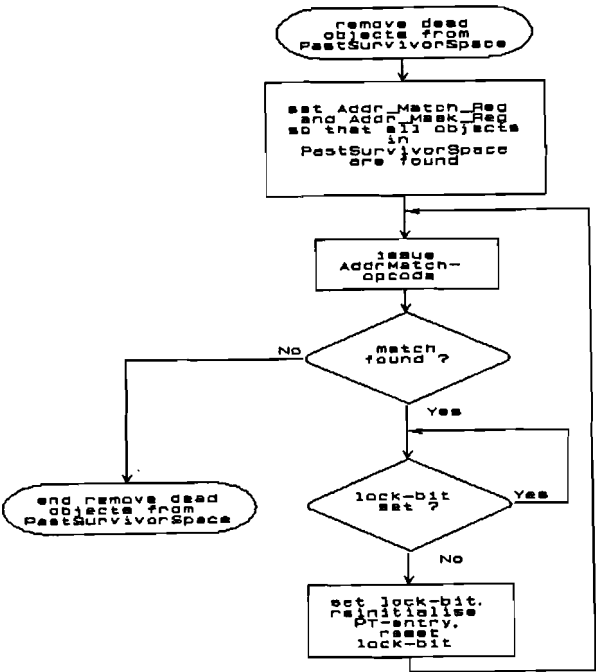 remove dead
objects from
PastSurvivorSpace
set Addr_Match_Reg
and Addr_Mask_Reg
so that all objects
in
PastSurvivorSpace
are found
issue
AddrMatch-
opcode
match
found ?
No
Yes
lock-bit
set ?
Yes
end remove dead
objects from
PastSurvivorSpace
No
set lock-bit.
reinitialise
PT-entry.
reset
lock-bit